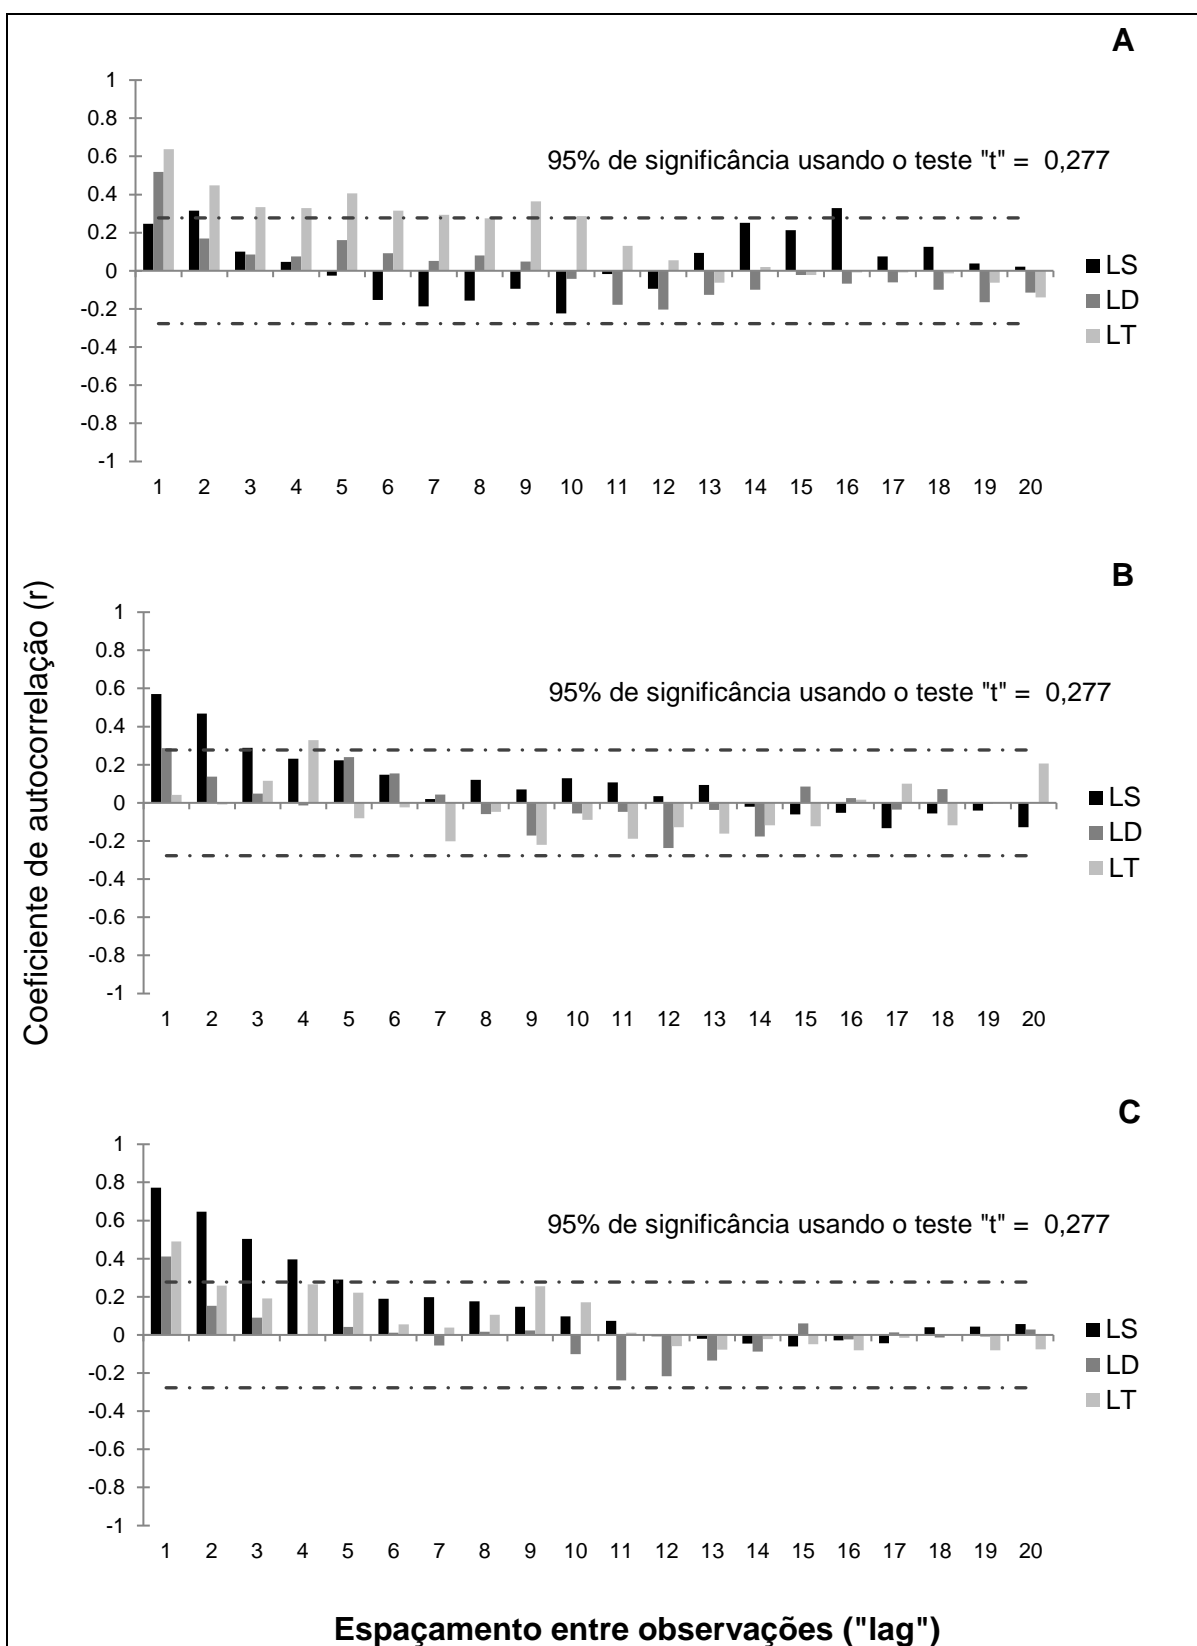 A
1
0.8
0.6
0.4
0.2
0
-0.2
-0.4
-0.6
-0.8
-1
95% de significância usando o teste "t" = 0,277
LS
LD
LT
1 2 3 4 5 6 7 8 9 10 11 12 13 14 15 16 17 18 19 20
Coeficiente de autocorrelação (r)
B
1
0.8
0.6
0.4
0.2
0
-0.2
-0.4
-0.6
-0.8
-1
95% de significância usando o teste "t" = 0,277
LS
LD
LT
1 2 3 4 5 6 7 8 9 10 11 12 13 14 15 16 17 18 19 20
C
1
0.8
0.6
0.4
0.2
0
-0.2
-0.4
-0.6
-0.8
-1
95% de significância usando o teste "t" = 0,277
LS
LD
LT
1 2 3 4 5 6 7 8 9 10 11 12 13 14 15 16 17 18 19 20
Espaçamento entre observações ("lag")